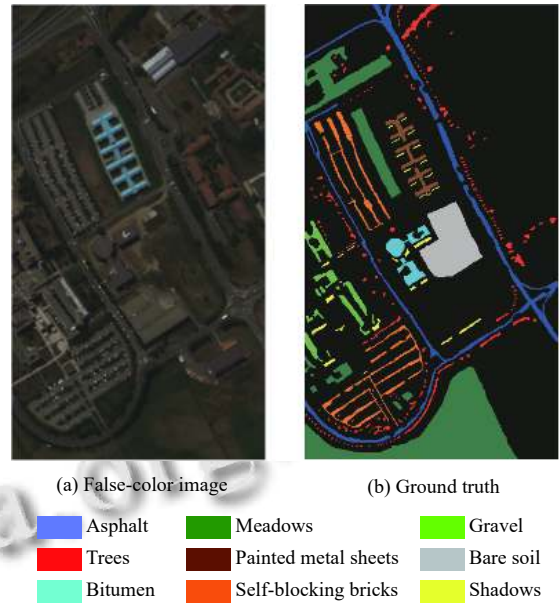 (a) False-color image (b) Ground truth
Asphalt Meadows Gravel
Trees Painted metal sheets Bare soil
Bitumen Self-blocking bricks Shadows